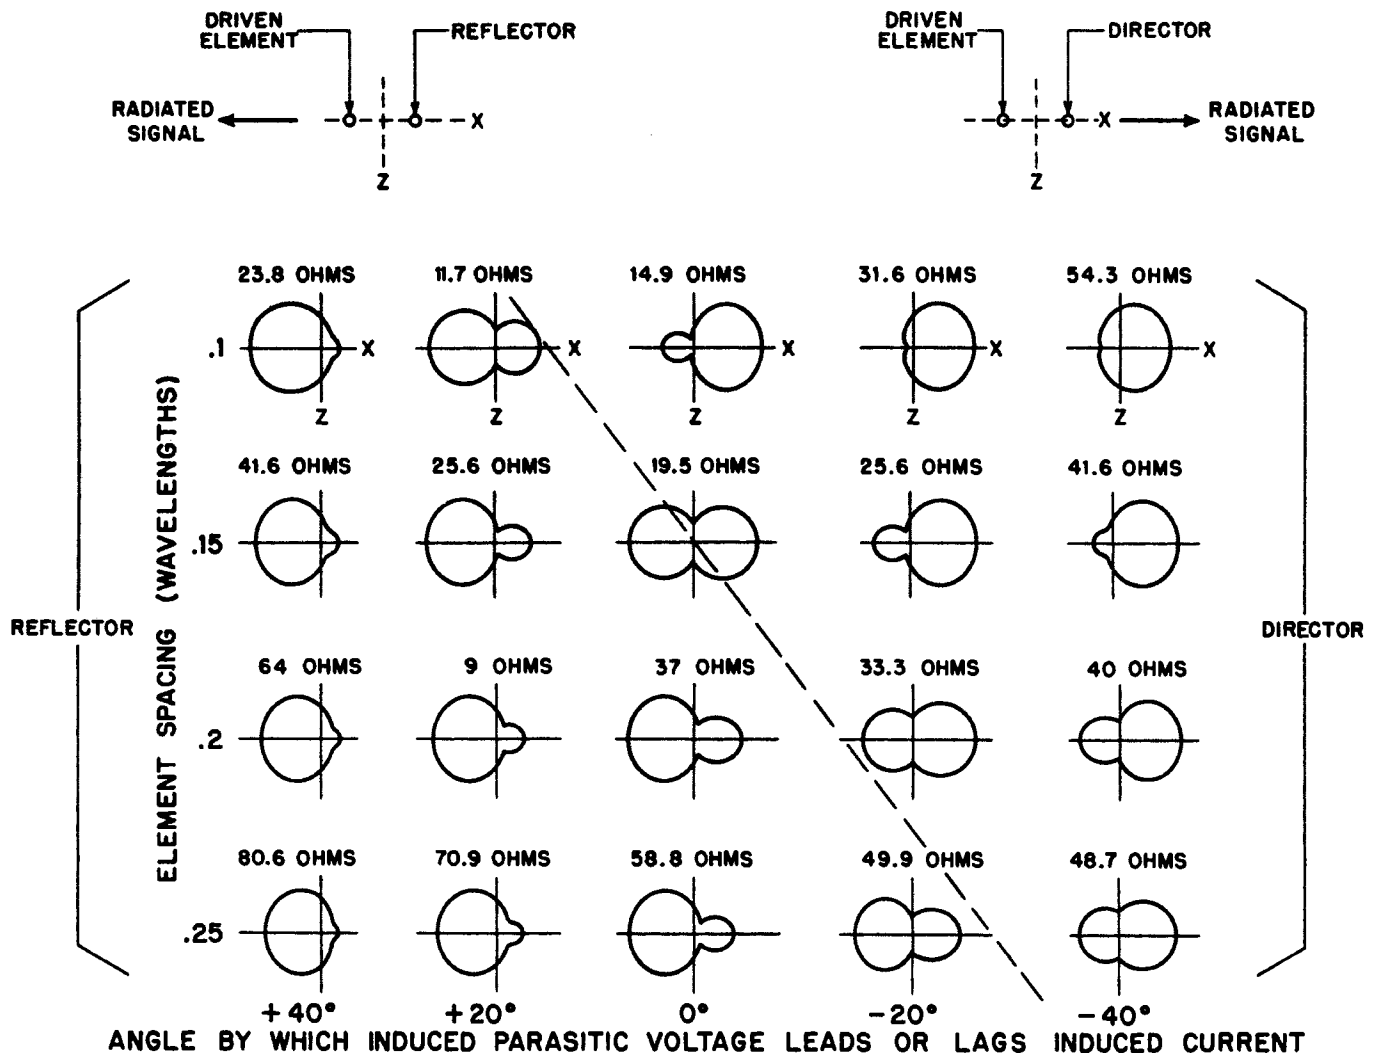 DRIVEN ELEMENT
REFLECTOR
RADIATED SIGNAL
X
Z
DRIVEN ELEMENT
DIRECTOR
X
RADIATED SIGNAL
Z
23.8 OHMS
11.7 OHMS
14.9 OHMS
31.6 OHMS
54.3 OHMS
.1
X
X
X
X
X
Z
Z
Z
Z
Z
41.6 OHMS
25.6 OHMS
19.5 OHMS
25.6 OHMS
41.6 OHMS
.15
REFLECTOR
ELEMENT SPACING (WAVELENGTHS)
DIRECTOR
64 OHMS
9 OHMS
37 OHMS
33.3 OHMS
40 OHMS
.2
80.6 OHMS
70.9 OHMS
58.8 OHMS
49.9 OHMS
48.7 OHMS
.25
+40°
+20°
0°
-20°
-40°
ANGLE BY WHICH INDUCED PARASITIC VOLTAGE LEADS OR LAGS INDUCED CURRENT